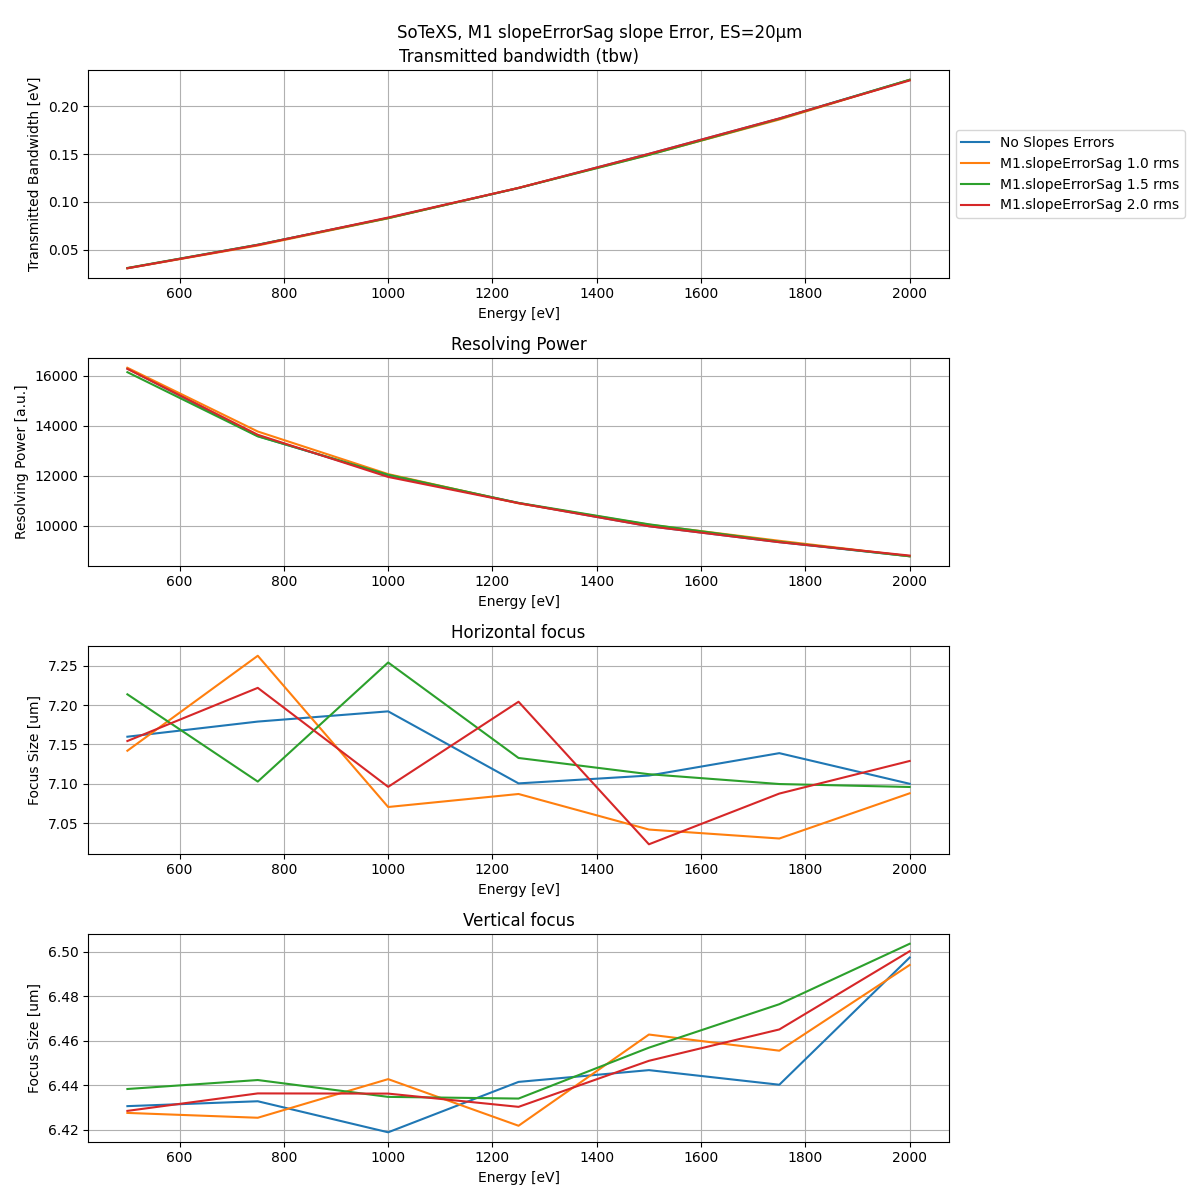 SoTeXS, M1 slopeErrorSag slope Error, ES=20μm
Transmitted bandwidth (tbw)
Transmitted Bandwidth [eV]
0.20
0.15
0.10
0.05
600 800 1000 1200 1400 1600 1800 2000
Energy [eV]
No Slopes Errors
M1.slopeErrorSag 1.0 rms
M1.slopeErrorSag 1.5 rms
M1.slopeErrorSag 2.0 rms
Resolving Power
Resolving Power [a.u.]
16000
14000
12000
10000
600 800 1000 1200 1400 1600 1800 2000
Energy [eV]
Horizontal focus
Focus Size [um]
7.25
7.20
7.15
7.10
7.05
600 800 1000 1200 1400 1600 1800 2000
Energy [eV]
Vertical focus
Focus Size [um]
6.50
6.48
6.46
6.44
6.42
600 800 1000 1200 1400 1600 1800 2000
Energy [eV]